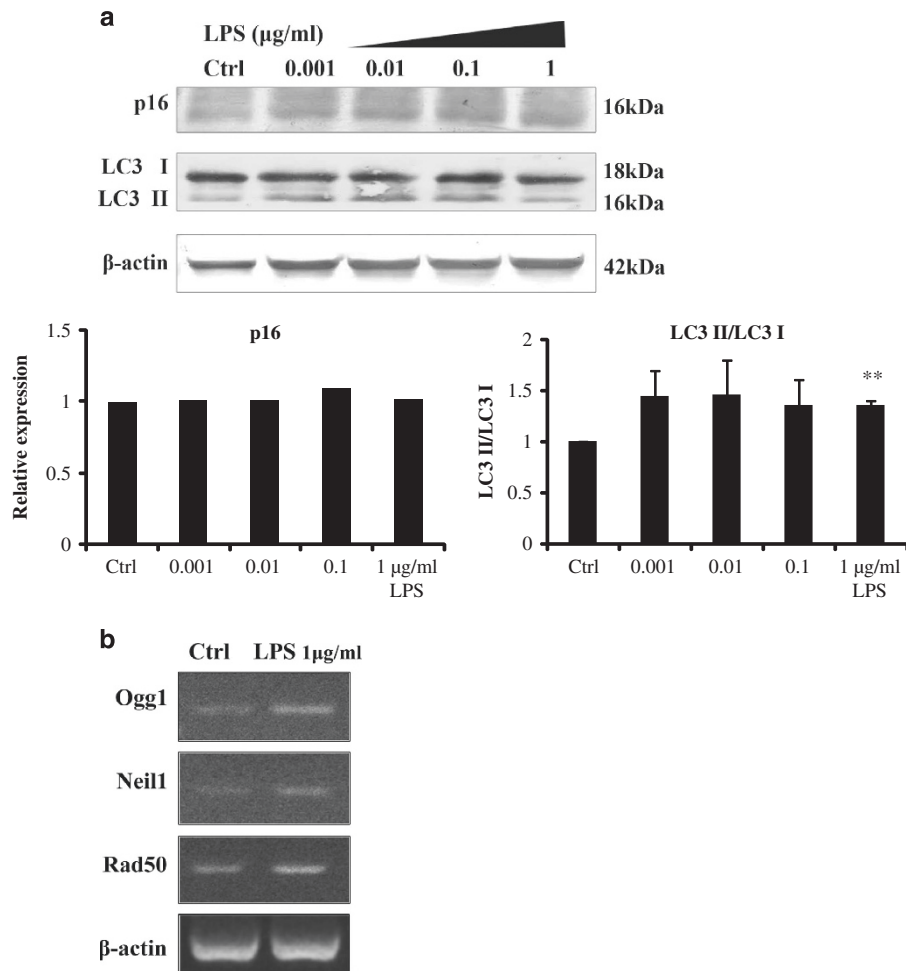 a
LPS (μg/ml)
Ctrl 0.001 0.01 0.1 1
p16 16kDa
LC3 I 18kDa
LC3 II 16kDa
β-actin 42kDa
p16
Relative expression
1.5
1
0.5
0
Ctrl 0.001 0.01 0.1 1 μg/ml
LPS
LC3 II/LC3 I
LC3 II/LC3 I
2
1.5
1
0.5
0
**
Ctrl 0.001 0.01 0.1 1 μg/ml
LPS
b
Ctrl LPS 1μg/ml
Ogg1
Neil1
Rad50
β-actin